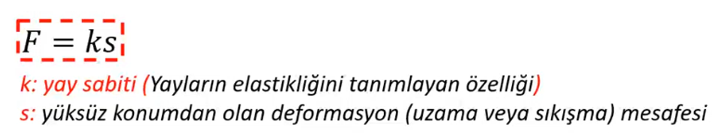 F = ks
k: yay sabiti (Yayların elastikliğini tanımlayan özelliği)
s: yüksüz konumdan olan deformasyon (uzama veya sıkışma) mesafesi